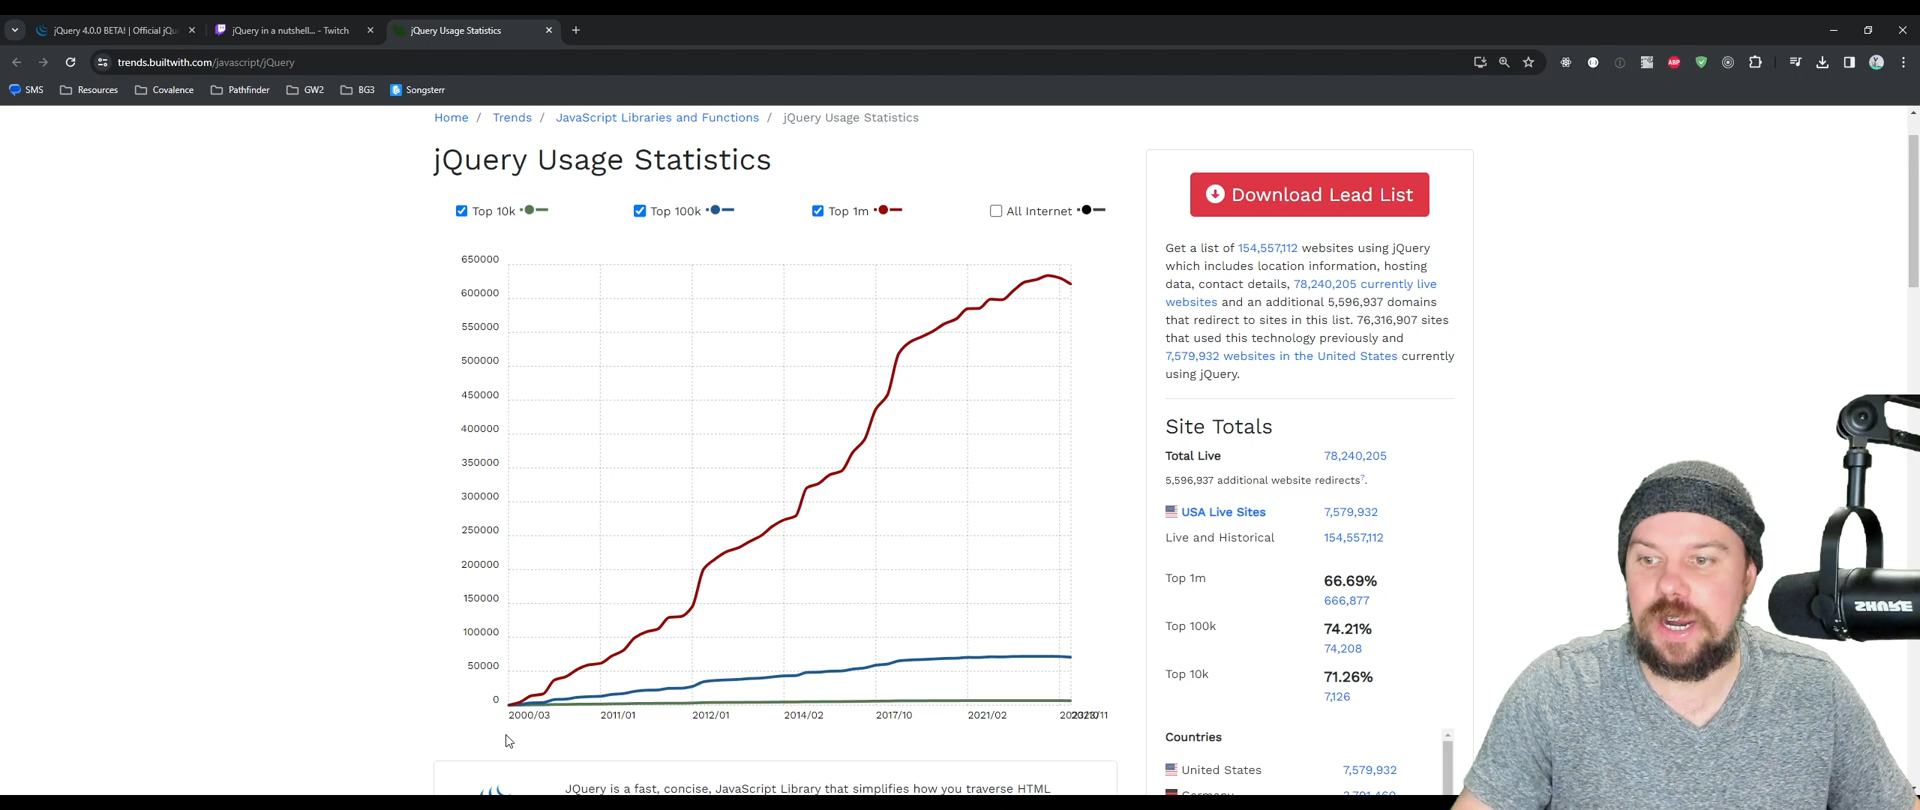 jQuery 4.0.0 BETA! | Official jQu
jQuery in a nutshell... - Twitch
jQuery Usage Statistics
trends.builtwith.com/javascript/jQuery
ABP
SMS
Resources
Covalence
Pathfinder
GW2
BG3
Songsterr
Home / Trends / JavaScript Libraries and Functions / jQuery Usage Statistics
jQuery Usage Statistics
Top 10k
Top 100k
Top 1m
All Internet
650000
600000
550000
500000
450000
400000
350000
300000
250000
200000
150000
100000
50000
0
2000/03
2011/01
2012/01
2014/02
2017/10
2021/02
Download Lead List
Get a list of 154,557,112 websites using jQuery
which includes location information, hosting
data, contact details, 78,240,205 currently live
websites and an additional 5,596,937 domains
that redirect to sites in this list. 76,316,907 sites
that used this technology previously and
7,579,932 websites in the United States currently
using jQuery.
Site Totals
Total Live 78,240,205
5,596,937 additional website redirects?.
USA Live Sites 7,579,932
Live and Historical 154,557,112
Top 1m 66.69%
666,877
Top 100k 74.21%
74,208
Top 10k 71.26%
7,126
Countries
United States 7,579,932
JQuery is a fast, concise, JavaScript Library that simplifies how you traverse HTML
SHURE